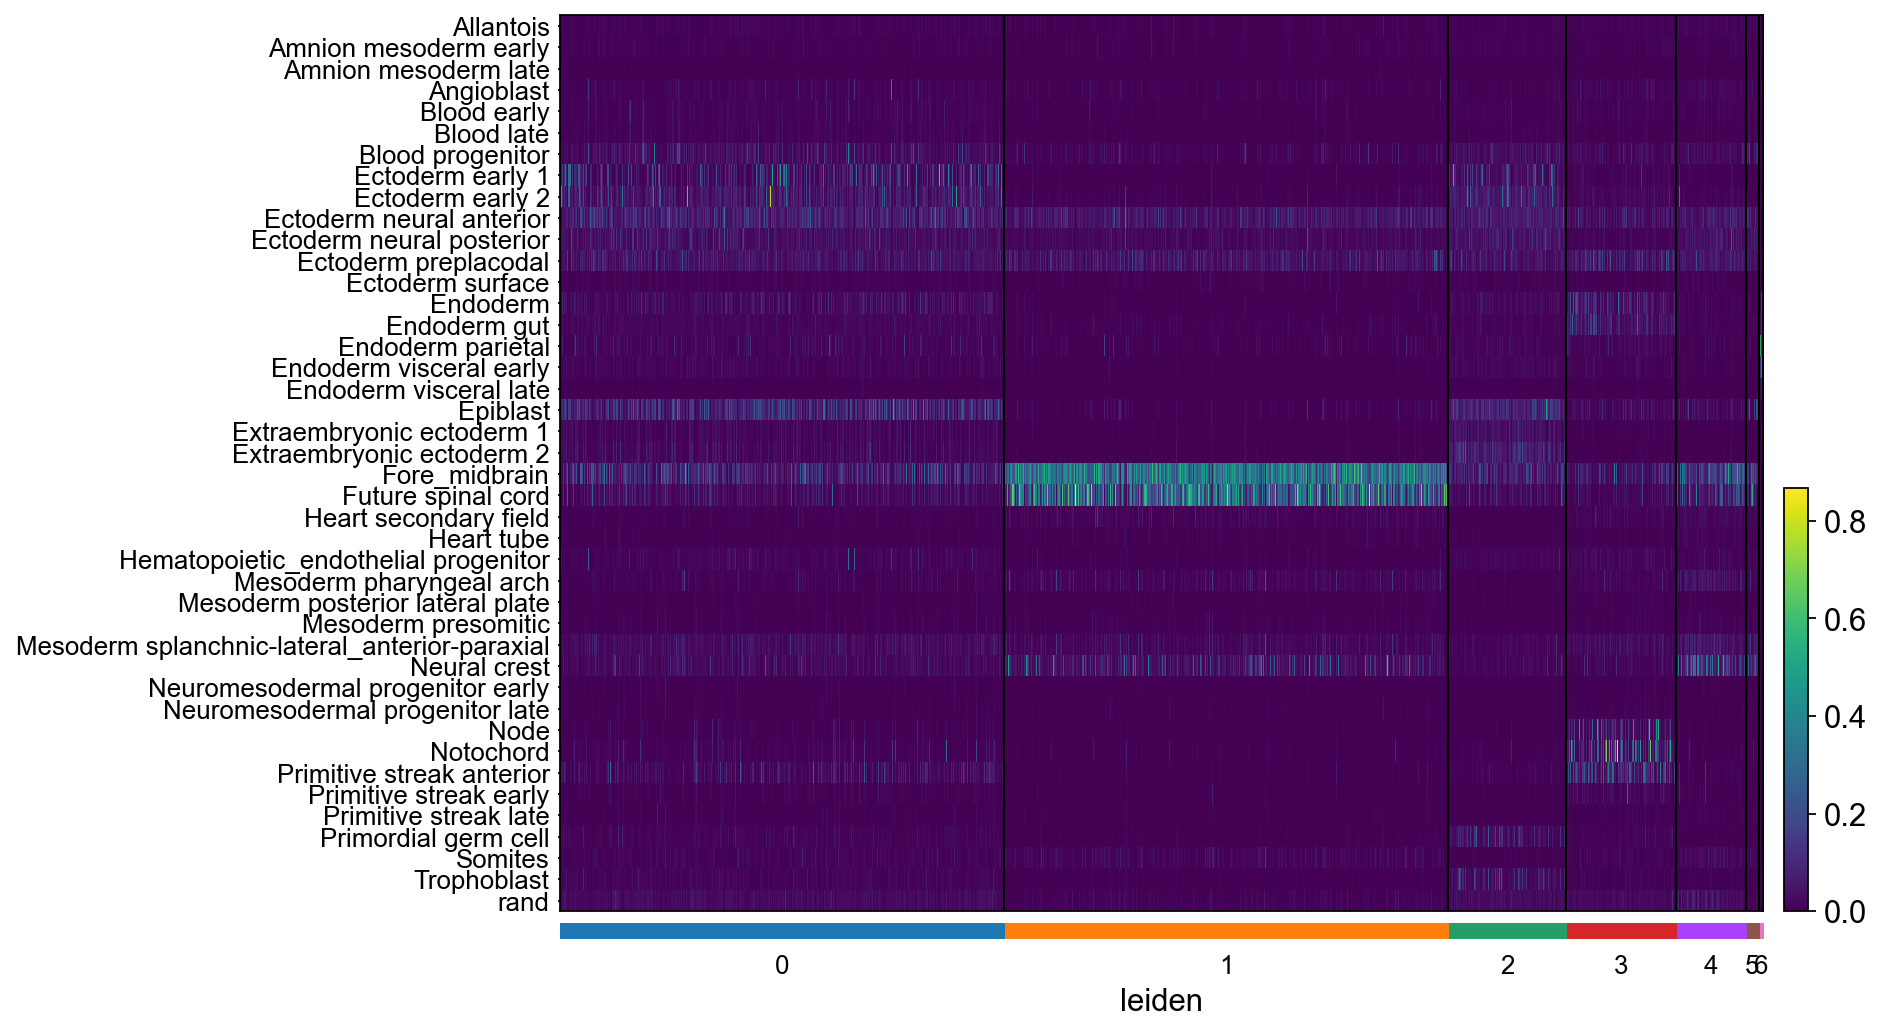 Allantois
Amnion mesoderm early
Amnion mesoderm late
Angioblast
Blood early
Blood late
Blood progenitor
Ectoderm early 1
Ectoderm early 2
Ectoderm neural anterior
Ectoderm neural posterior
Ectoderm preplacodal
Ectoderm surface
Endoderm
Endoderm gut
Endoderm parietal
Endoderm visceral early
Endoderm visceral late
Epiblast
Extraembryonic ectoderm 1
Extraembryonic ectoderm 2
Fore_midbrain
Future spinal cord
Heart secondary field
Heart tube
Hematopoietic_endothelial progenitor
Mesoderm pharyngeal arch
Mesoderm posterior lateral plate
Mesoderm presomitic
Mesoderm splanchnic-lateral_anterior-paraxial
Neural crest
Neuromesodermal progenitor early
Neuromesodermal progenitor late
Node
Notochord
Primitive streak anterior
Primitive streak early
Primitive streak late
Primordial germ cell
Somites
Trophoblast
rand
0.8
0.6
0.4
0.2
0.0
0 1 2 3 4 5 6
leiden